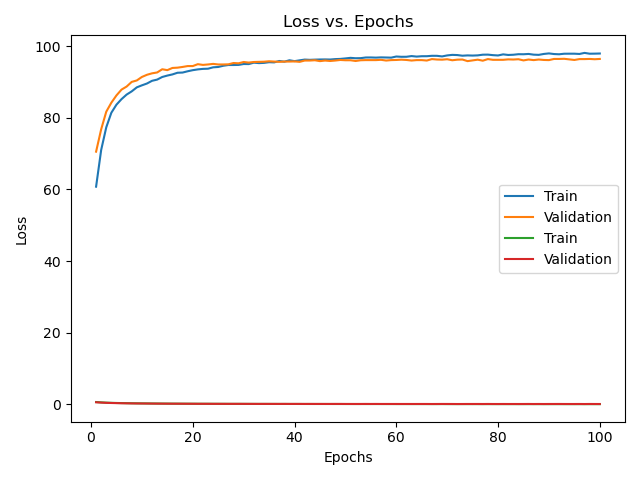 Loss vs. Epochs
100
80
60
40
20
0
Loss
Train
Validation
Train
Validation
0 20 40 60 80 100
Epochs